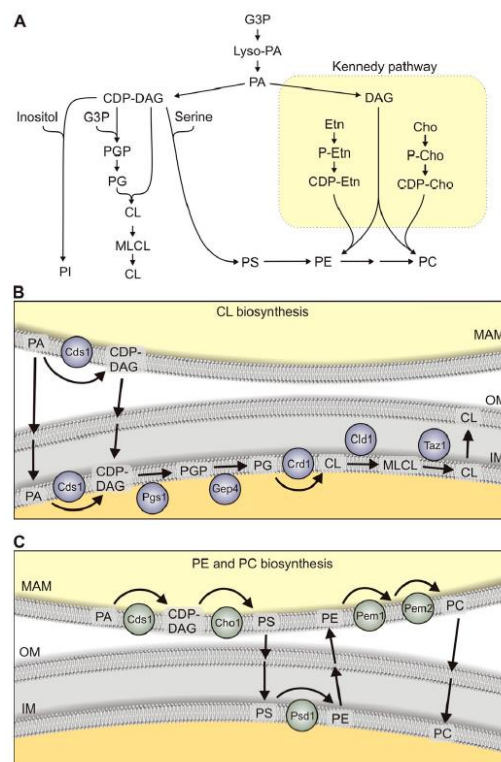 A
G3P
Lyso-PA
PA
Kennedy pathway
CDP-DAG
DAG
Inositol
G3P
Serine
PGP
PG
CL
MLCL
CL
Etn
P-Etn
CDP-Etn
Cho
P-Cho
CDP-Cho
PI
PS
PE
PC
B
CL biosynthesis
MAM
PA
Cds1
CDP-
DAG
OM
CL
IM
PA
Cds1
CDP-
DAG
Pgs1
PGP
Gep4
PG
Crd1
CL
Cld1
MLCL
Taz1
CL
C
PE and PC biosynthesis
MAM
PA
Cds1
CDP-
DAG
Cho1
PS
PE
Pem1
Pem2
PC
OM
IM
PS
Psd1
PE
PC